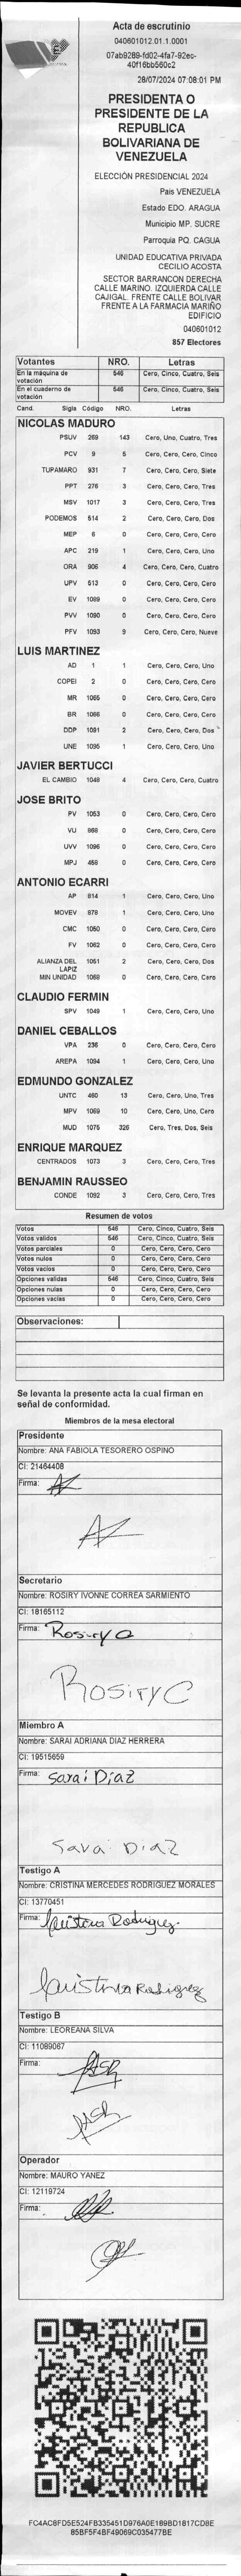 Acta de escrutinio
040601012.01.1.0001
07ab9289-fd02-4fa7-92ec-
40f16bb560c2
28/07/2024 07:08:01 PM
PRESIDENTA O
PRESIDENTE DE LA
REPUBLICA
BOLIVARIANA DE
VENEZUELA
ELECCIÓN PRESIDENCIAL 2024
Pais VENEZUELA
Estado EDO. ARAGUA
Municipio MP. SUCRE
Parroquia PQ. CAGUA
UNIDAD EDUCATIVA PRIVADA
CECILIO ACOSTA
SECTOR BARRANCON DERECHA
CALLE MARINO. IZQUIERDA CALLE
CAJIGAL. FRENTE CALLE BOLIVAR
FRENTE A LA FARMACIA MARIÑO
EDIFICIO
040601012
857 Electores
Votantes NRO. Letras
En la máquina de votación 546 Cero, Cinco, Cuatro, Seis
En el cuaderno de votación 546 Cero, Cinco, Cuatro, Seis
Cand. Sigla Código NRO. Letras
NICOLAS MADURO
PSUV 269 143 Cero, Uno, Cuatro, Tres
PCV 9 5 Cero, Cero, Cero, Cinco
TUPAMARO 931 7 Cero, Cero, Cero, Siete
PPT 276 3 Cero, Cero, Cero, Tres
MSV 1017 3 Cero, Cero, Cero, Tres
PODEMOS 514 2 Cero, Cero, Cero, Dos
MEP 6 0 Cero, Cero, Cero, Cero
APC 219 1 Cero, Cero, Cero, Uno
ORA 906 4 Cero, Cero, Cero, Cuatro
UPV 513 0 Cero, Cero, Cero, Cero
EV 1089 0 Cero, Cero, Cero, Cero
PVV 1090 0 Cero, Cero, Cero, Cero
PFV 1093 9 Cero, Cero, Cero, Nueve
LUIS MARTINEZ
AD 1 1 Cero, Cero, Cero, Uno
COPEI 2 0 Cero, Cero, Cero, Cero
MR 1065 0 Cero, Cero, Cero, Cero
BR 1066 0 Cero, Cero, Cero, Cero
DDP 1091 2 Cero, Cero, Cero, Dos
UNE 1095 1 Cero, Cero, Cero, Uno
JAVIER BERTUCCI
EL CAMBIO 1048 4 Cero, Cero, Cero, Cuatro
JOSE BRITO
PV 1053 0 Cero, Cero, Cero, Cero
VU 868 0 Cero, Cero, Cero, Cero
UVV 1096 0 Cero, Cero, Cero, Cero
MPJ 458 0 Cero, Cero, Cero, Cero
ANTONIO ECARRI
AP 814 1 Cero, Cero, Cero, Uno
MOVEV 878 1 Cero, Cero, Cero, Uno
CMC 1050 0 Cero, Cero, Cero, Cero
FV 1062 0 Cero, Cero, Cero, Cero
ALIANZA DEL LAPIZ 1051 2 Cero, Cero, Cero, Dos
MIN UNIDAD 1068 0 Cero, Cero, Cero, Cero
CLAUDIO FERMIN
SPV 1049 1 Cero, Cero, Cero, Uno
DANIEL CEBALLOS
VPA 236 0 Cero, Cero, Cero, Cero
AREPA 1094 1 Cero, Cero, Cero, Uno
EDMUNDO GONZALEZ
UNTC 460 13 Cero, Cero, Uno, Tres
MPV 1069 10 Cero, Cero, Uno, Cero
MUD 1075 326 Cero, Tres, Dos, Seis
ENRIQUE MARQUEZ
CENTRADOS 1073 3 Cero, Cero, Cero, Tres
BENJAMIN RAUSSEO
CONDE 1092 3 Cero, Cero, Cero, Tres
Resumen de votos
Votos 546 Cero, Cinco, Cuatro, Seis
Votos validos 546 Cero, Cinco, Cuatro, Seis
Votos parciales 0 Cero, Cero, Cero, Cero
Votos nulos 0 Cero, Cero, Cero, Cero
Votos vacios 0 Cero, Cero, Cero, Cero
Opciones validas 546 Cero, Cinco, Cuatro, Seis
Opciones nulas 0 Cero, Cero, Cero, Cero
Opciones vacias 0 Cero, Cero, Cero, Cero
Observaciones:
Se levanta la presente acta la cual firman en
señal de conformidad.
Miembros de la mesa electoral
Presidente
Nombre: ANA FABIOLA TESORERO OSPINO
CI: 21464408
Firma:
Secretario
Nombre: ROSIRY IVONNE CORREA SARMIENTO
CI: 18165112
Firma: Rosiry C
Rosiry C
Miembro A
Nombre: SARAI ADRIANA DIAZ HERRERA
CI: 19515659
Firma: Sarai Diaz
Sarai Diaz
Testigo A
Nombre: CRISTINA MERCEDES RODRIGUEZ MORALES
CI: 13770451
Firma: Cristina Rodriguez
Cristina Rodriguez
Testigo B
Nombre: LEOREANA SILVA
CI: 11089067
Firma:
Operador
Nombre: MAURO YANEZ
CI: 12119724
Firma:
FC4AC8FD5E524FB335451D976A0E189BD1817CD8E
85BF5F4BF49069C035477BE